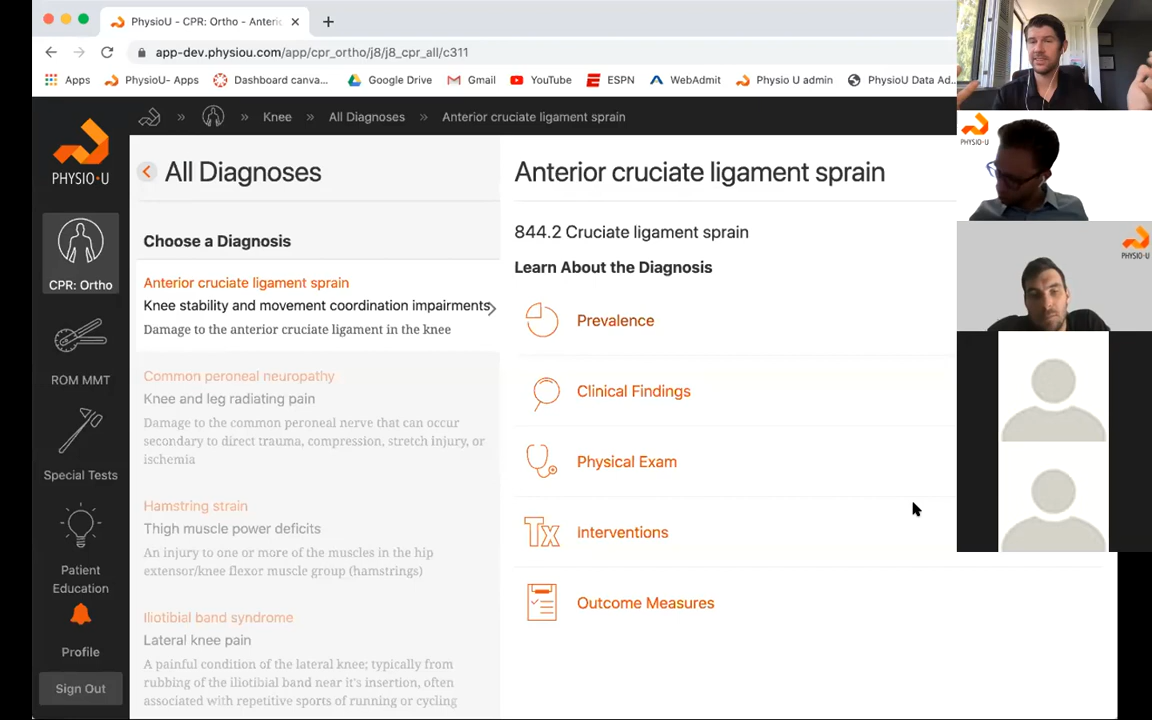 PhysioU - CPR: Ortho - Anteric
app-dev.physiou.com/app/cpr_ortho/j8/j8_cpr_all/c311
Apps PhysioU- Apps Dashboard canva... Google Drive Gmail YouTube ESPN WebAdmit Physio U admin PhysioU Data Ad...
» » Knee » All Diagnoses » Anterior cruciate ligament sprain
PHYSIO·U
CPR: Ortho
ROM MMT
Special Tests
Patient
Education
Profile
Sign Out
All Diagnoses
Choose a Diagnosis
Anterior cruciate ligament sprain
Knee stability and movement coordination impairments
Damage to the anterior cruciate ligament in the knee
Common peroneal neuropathy
Knee and leg radiating pain
Damage to the common peroneal nerve that can occur
secondary to direct trauma, compression, stretch injury, or
ischemia
Hamstring strain
Thigh muscle power deficits
An injury to one or more of the muscles in the hip
extensor/knee flexor muscle group (hamstrings)
Iliotibial band syndrome
Lateral knee pain
A painful condition of the lateral knee; typically from
rubbing of the iliotibial band near it's insertion, often
associated with repetitive sports of running or cycling
Anterior cruciate ligament sprain
844.2 Cruciate ligament sprain
Learn About the Diagnosis
Prevalence
Clinical Findings
Physical Exam
Tx Interventions
Outcome Measures
PHYSIO·U
PHYSIO·U